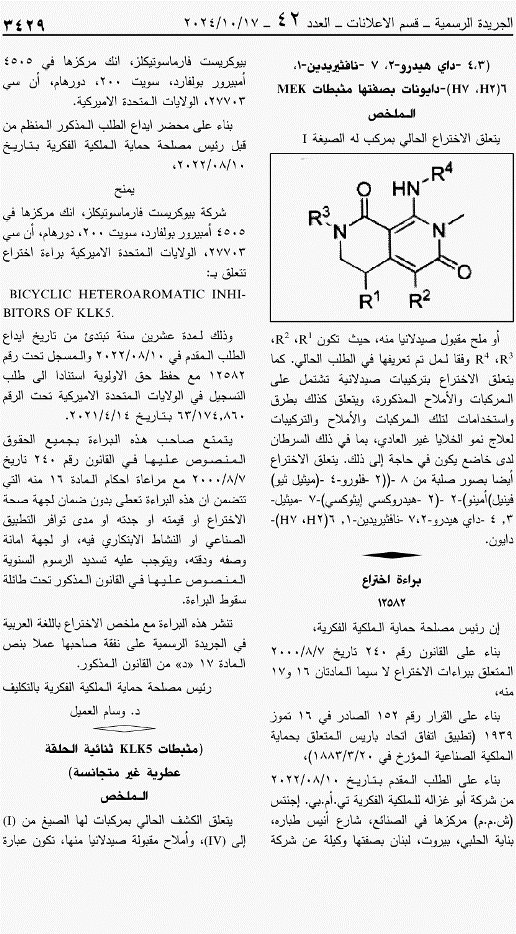 الجريدة الرسمية ــ قسم الاعلانات ــ العدد ٤٢ ــ ٢٠٢٤/١٠/١٧
٣٤٢٩
(٤،٣ -داي هيدرو-٢، ٧ -نافثيريدين-١،
٦(H٢، H٧)-دايونات بصفتها مثبطات MEK
الملخص
يتعلق الاختراع الحالي بمركب له الصيغة I
O
HN
R4
R3
N
N
O
R1
R2
أو ملح مقبول صيدلانيا منه، حيث تكون R1، R2،
R3، R4 وفقا لـمل تم تعريفها في الطلب الحالي. كما
يتعلق الاختراع بتركيبات صيدلانية تشتمل على
المركبات والأملاح المذكورة، ويتعلق كذلك بطرق
واستخدامات لتلك المركبات والأملاح والتركيبات
لعلاج نمو الخلايا غير العادي، بما في ذلك السرطان
لدى خاضع يكون في حاجة إلى ذلك. يتعلق الاختراع
أيضا بصور صلبة من ٨ -((٢ -فلورو-٤ -(ميثيل ثيو)
فينيل)أمينو)-٢ -(٢ -هيدروكسي إيثوكسي)-٧ -ميثيل-
٣، ٤ -داي هيدرو-٧،٢ -نافثيريدين-١، ٦(H٢، H٧)-
دايون.
براءة اختراع
١٢٥٨٢
إن رئيس مصلحة حماية الملكية الفكرية،
بناء على القانون رقم ٢٤٠ تاريخ ٢٠٠٠/٨/٧
المتعلق ببراءات الاختراع لا سيما المادتان ١٦ و١٧
منه،
بناء على القرار رقم ١٥٢ الصادر في ١٦ تموز
١٩٣٩ (تطبيق اتفاق اتحاد باريس المتعلق بحماية
الملكية الصناعية المؤرخ في ١٨٨٣/٣/٢٠)،
بناء على الطلب المقدم بتاريخ ٢٠٢٢/٠٨/١٠
من شركة أبو غزاله للملكية الفكرية تي.أم.بي. إجنتس
(ش.م.م) مركزها في الصنائع، شارع أنيس طباره،
بناية الحلبي، بيروت، لبنان بصفتها وكيلة عن شركة
بيوكريست فارماسوتيكلز، انك مركزها في ٤٥٠٥
أمبيرور بولفارد، سويت ٢٠٠، دورهام، أن سي
٢٧٧٠٣، الولايات المتحدة الاميركية.
بناء على محضر ايداع الطلب المذكور المنظم من
قبل رئيس مصلحة حماية الملكية الفكرية بتاريخ
٢٠٢٢/٠٨/١٠،
يمنح
شركة بيوكريست فارماسوتيكلز، انك مركزها في
٤٥٠٥ أمبيرور بولفارد، سويت ٢٠٠، دورهام، أن سي
٢٧٧٠٣، الولايات المتحدة الاميركية براءة اختراع
تتعلق بـ:
BICYCLIC HETEROAROMATIC INHI-
BITORS OF KLK5.
وذلك لـمدة عشرين سنة تبتدئ من تاريخ ايداع
الطلب المقدم في ٢٠٢٢/٠٨/١٠ والمسجل تحت رقم
١٢٥٨٢ مع حفظ حق الاولوية استنادا الى طلب
التسجيل في الولايات المتحدة الاميركية تحت الرقم
٦٣/١٧٤,٨٦٠ بـتاريخ ٢٠٢١/٤/١٤.
يتمتع صاحب هذه البراءة بجميع الحقوق
المنصوص عليها في القانون رقم ٢٤٠ تاريخ
٢٠٠٠/٨/٧ مع مراعاة احكام المادة ١٦ منه التي
تتضمن ان هذه البراءة تعطى بدون ضمان لجهة صحة
الاختراع او قيمته او جدته او مدى توافر التطبيق
الصناعي او النشاط الابتكاري فيه، او لجهة امانة
وصفه ودقته، ويتوجب عليه تسديد الرسوم السنوية
المنصوص عليها في القانون المذكور تحت طائلة
سقوط البراءة.
تنشر هذه البراءة مع ملخص الاختراع باللغة العربية
في الجريدة الرسمية على نفقة صاحبها عملا بنص
المادة ١٧ «د» من القانون المذكور.
رئيس مصلحة حماية الملكية الفكرية بالتكليف
د. وسام العميل
(مثبطات KLK5 ثنائية الحلقة
عطرية غير متجانسة)
الملخص
يتعلق الكشف الحالي بمركبات لها الصيغ من (I)
إلى (IV)، وأملاح مقبولة صيدلانيا منها، تكون عبارة